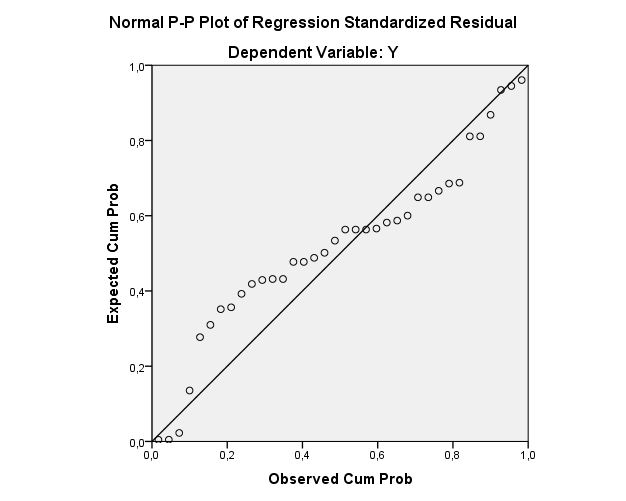 Normal P-P Plot of Regression Standardized Residual
Dependent Variable: Y
1,0
0,8
0,6
0,4
0,2
0,0
Expected Cum Prob
0,0 0,2 0,4 0,6 0,8 1,0
Observed Cum Prob